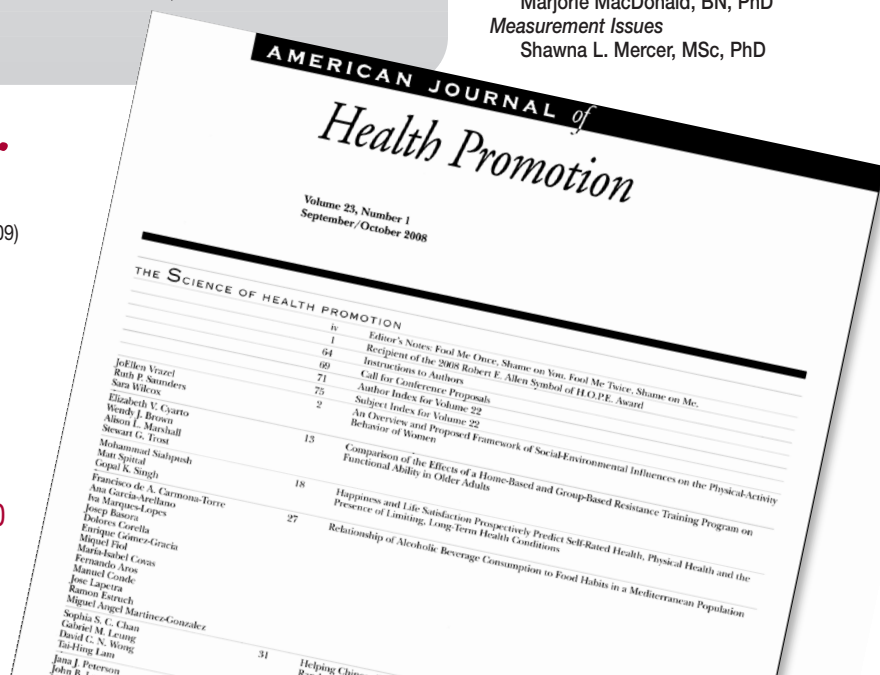 Marjorie MacDonald, BN, PhD
Measurement Issues
Shawna L. Mercer, MSc, PhD
09)
AMERICAN JOURNAL of
Health Promotion
Volume 23, Number 1
September/October 2008
THE SCIENCE OF HEALTH PROMOTION
iv Editor's Notes: Fool Me Once, Shame on You. Fool Me Twice, Shame on Me.
1 Recipient of the 2008 Robert F. Allen Symbol of H.O.P.E. Award
64 Instructions to Authors
69 Call for Conference Proposals
71 Author Index for Volume 22
75 Subject Index for Volume 22
JoEllen Vrazel 2 An Overview and Proposed Framework of Social-Environmental Influences on the Physical-Activity
Ruth P. Saunders Behavior of Women
Sara Wilcox
Elizabeth V. Cyarto 13 Comparison of the Effects of a Home-Based and Group-Based Resistance Training Program on
Wendy J. Brown Functional Ability in Older Adults
Alison L. Marshall
Stewart G. Trost
Mohammad Siahpush 18 Happiness and Life Satisfaction Prospectively Predict Self-Rated Health, Physical Health and the
Matt Spittal Presence of Limiting, Long-Term Health Conditions
Gopal K. Singh
Francisco de A. Carmona-Torre 27 Relationship of Alcoholic Beverage Consumption to Food Habits in a Mediterranean Population
Ana Garcia-Arellano
Iva Marques-Lopes
Josep Basora
Dolores Corella
Enrique Gómez-Gracia
Miquel Fiol
Maria-Isabel Covas
Fernando Aros
Manuel Conde
Jose Lapetra
Ramon Estruch
Miguel Angel Martinez-Gonzalez
Sophia S. C. Chan 31 Helping
Gabriel M. Leung
David C. N. Wong
Tai-Hing Lam
Jana J. Peterson
John B.